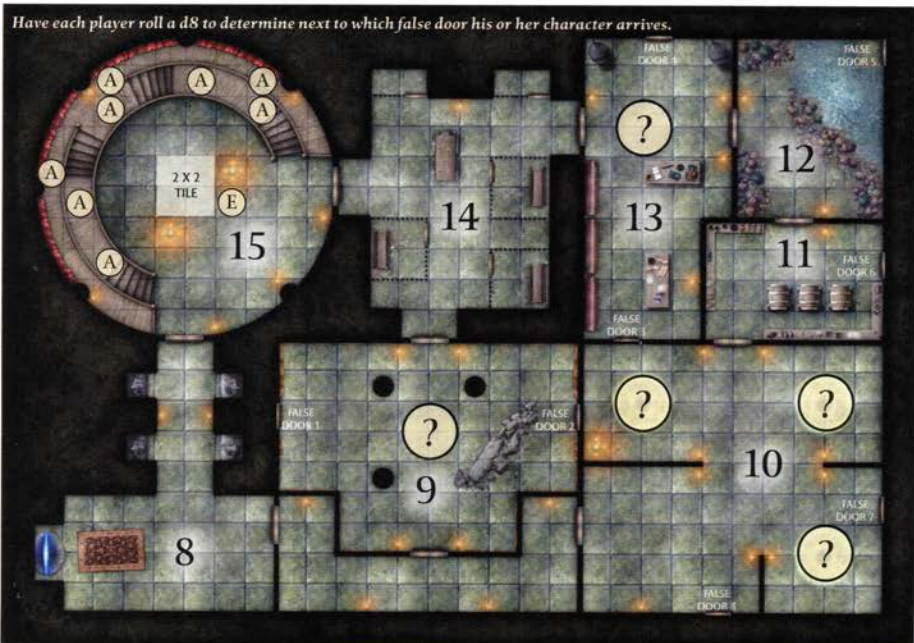 Have each player roll a d8 to determine next to which false door his or her character arrives.
FALSE
DOOR 4
FALSE
DOOR 5
A
A
A
A
A
?
12
A
2 X 2
TILE
A
E
13
14
15
11
A
FALSE
DOOR 6
FALSE
DOOR 3
?
?
FALSE
DOOR 1
?
FALSE
DOOR 2
10
9
FALSE
DOOR 7
8
?
FALSE
DOOR 8